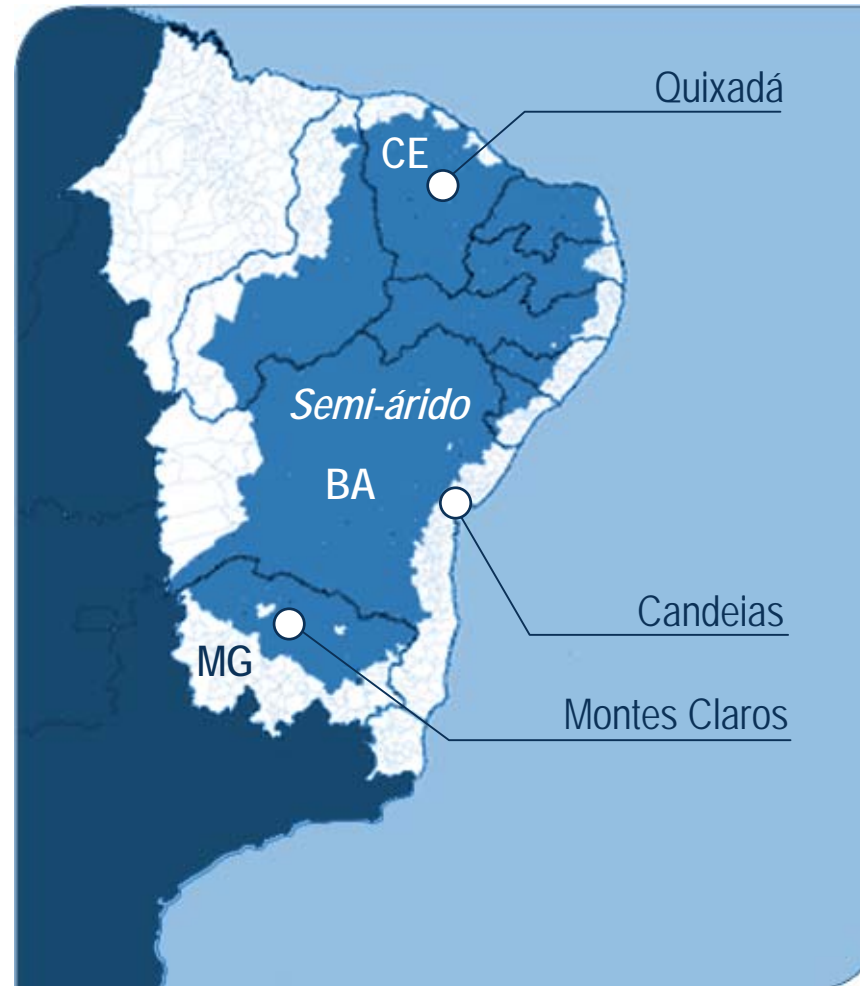 Quixadá
CE
Semi-árido
BA
Candeias
MG
Montes Claros